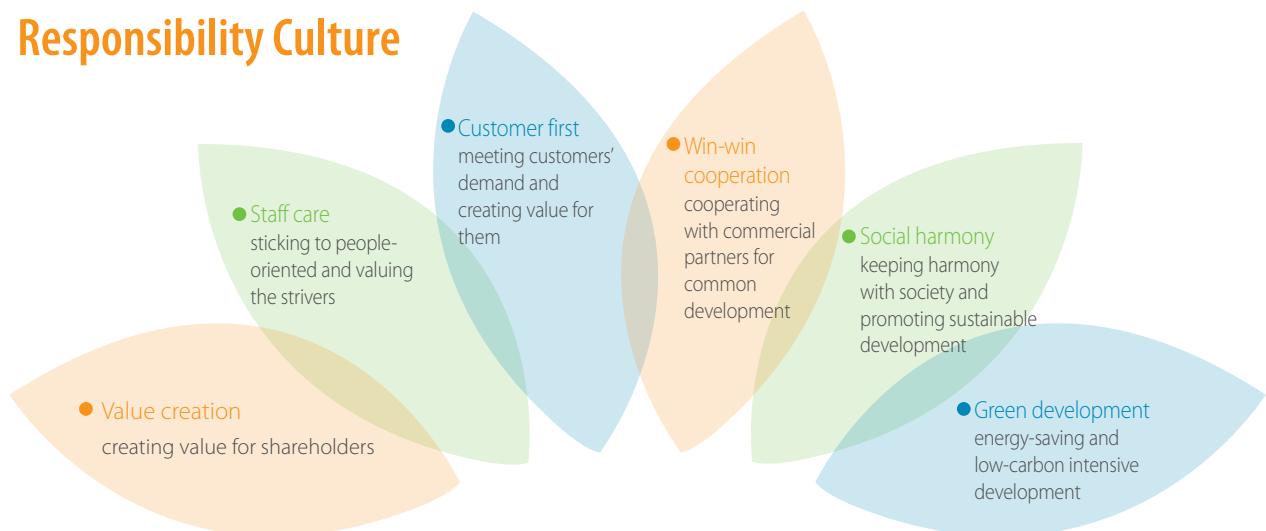 Responsibility Culture
Value creation
creating value for shareholders
Staff care
sticking to people-
oriented and valuing
the strivers
Customer first
meeting customers’
demand and
creating value for
them
Win-win
cooperation
cooperating
with commercial
partners for
common
development
Social harmony
keeping harmony
with society and
promoting sustainable
development
Green development
energy-saving and
low-carbon intensive
development